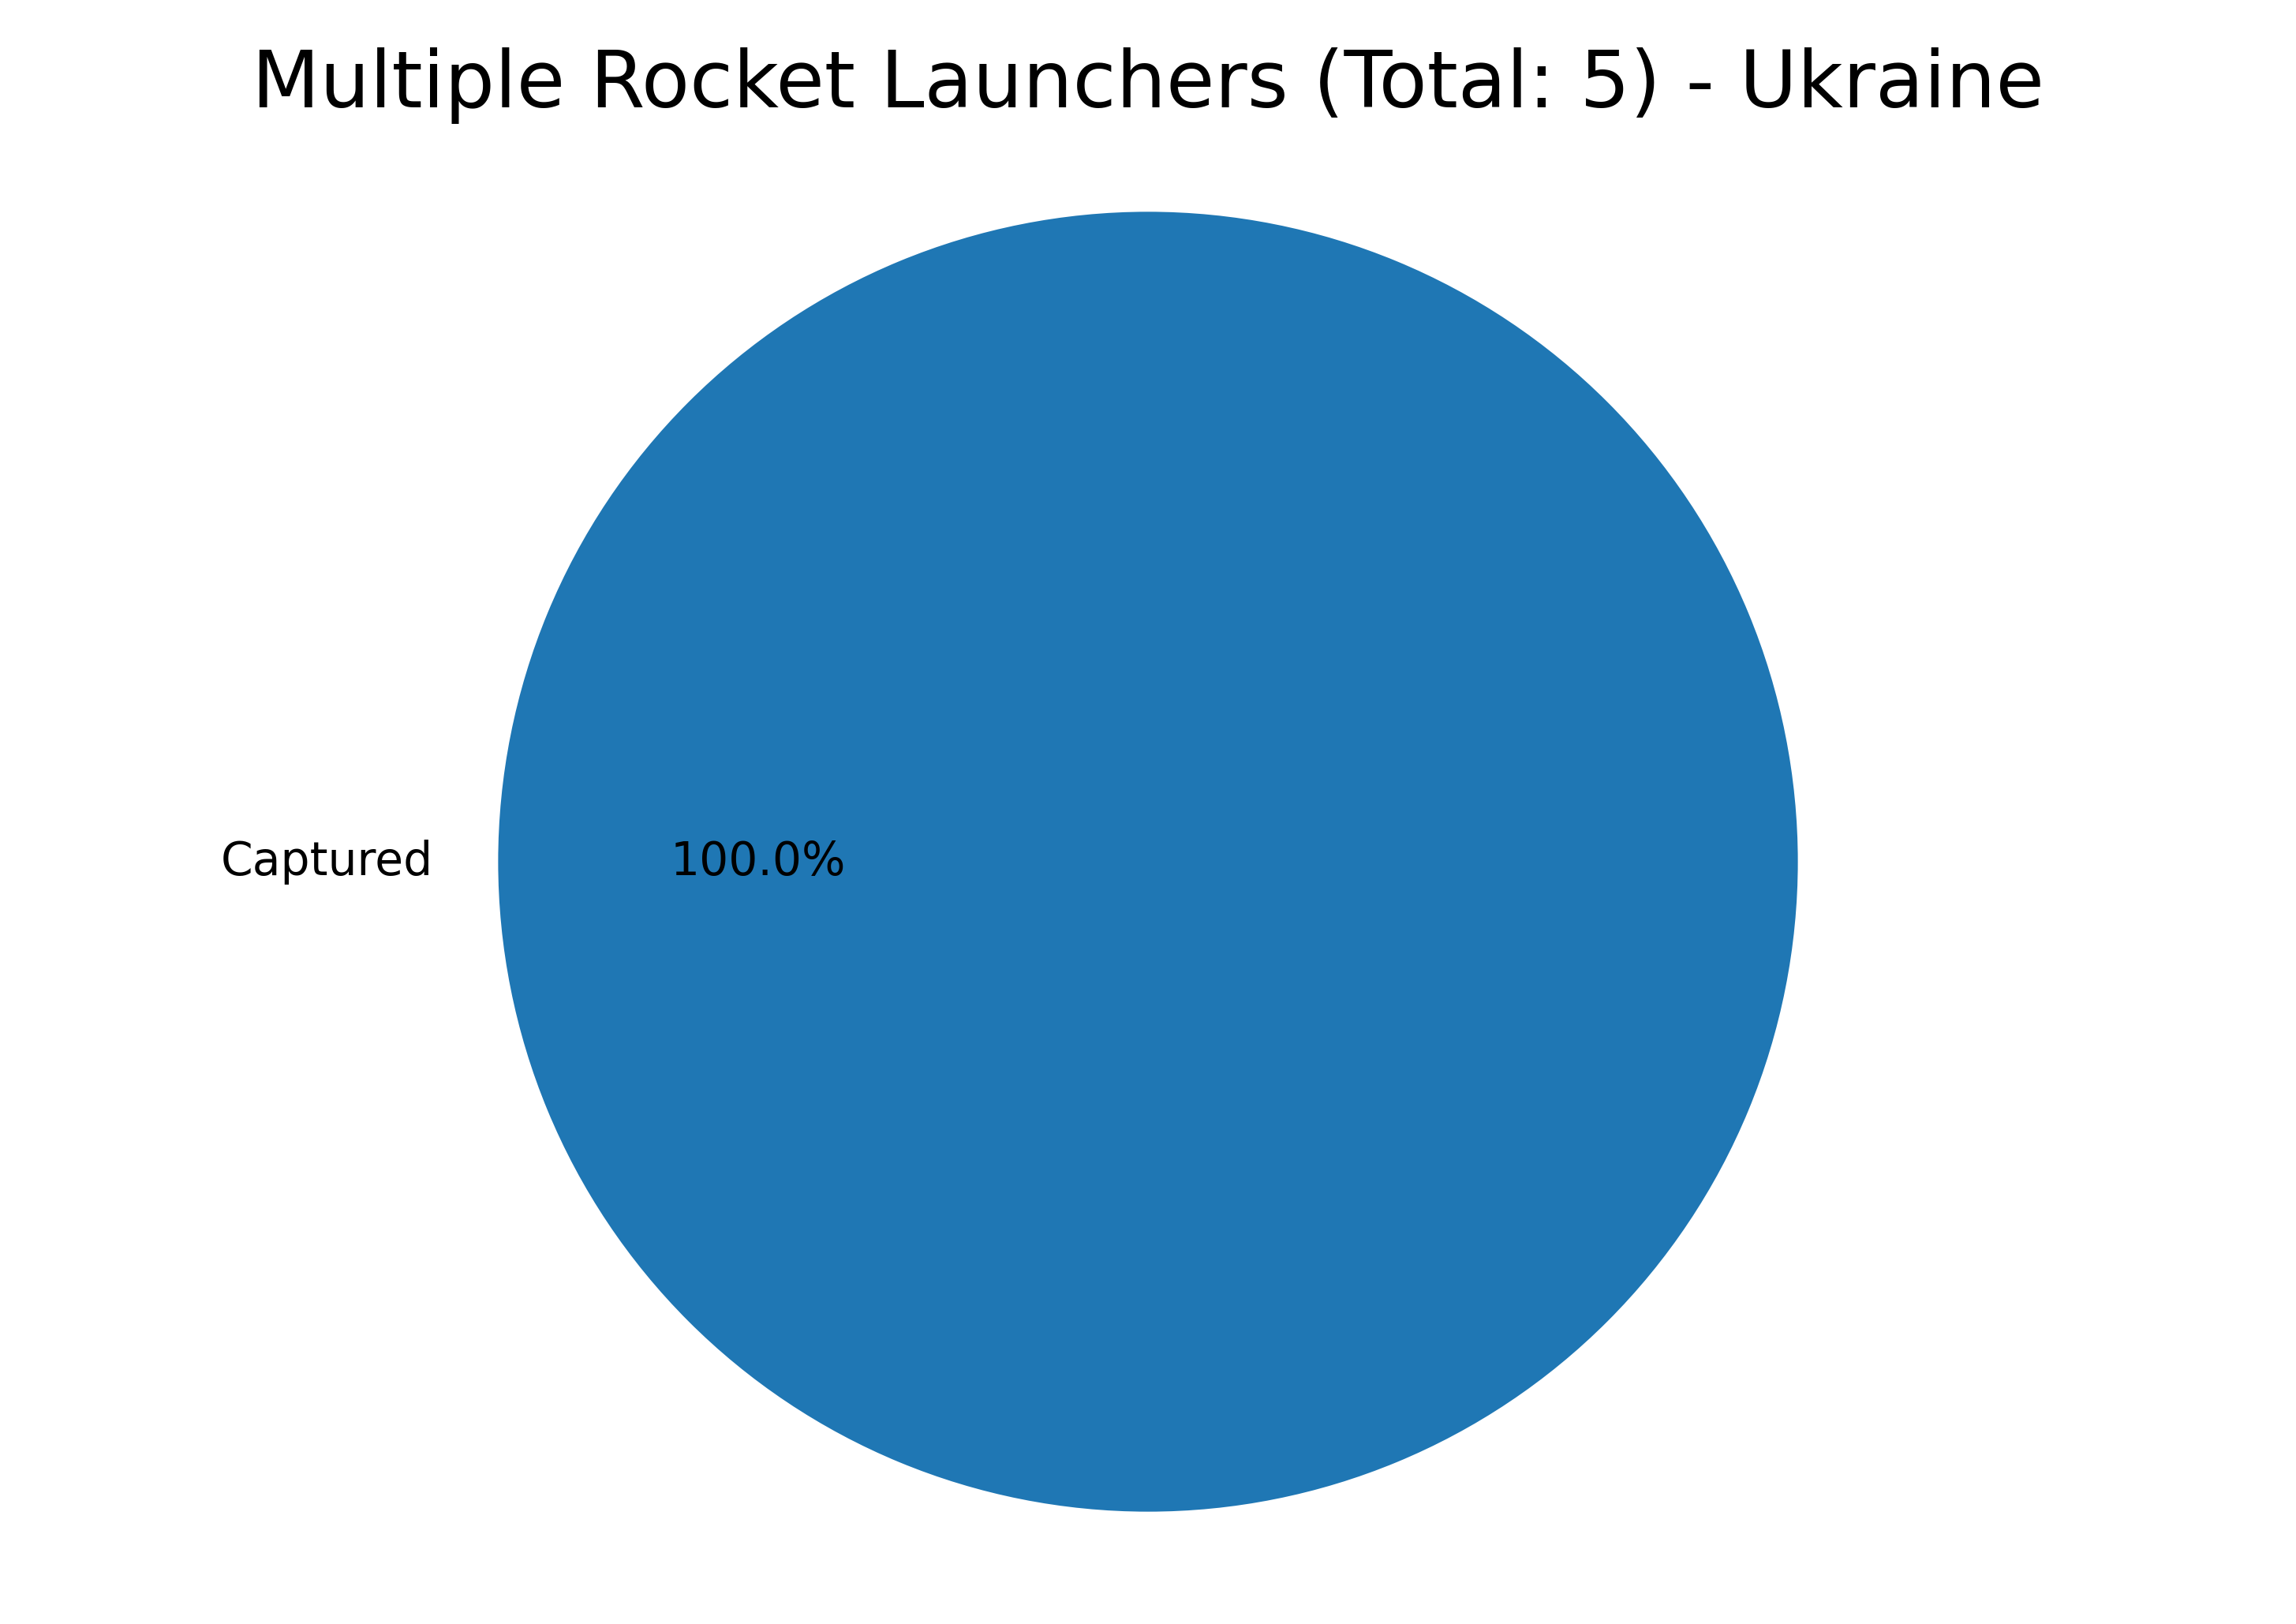 Multiple Rocket Launchers (Total: 5) - Ukraine
Captured
100.0%